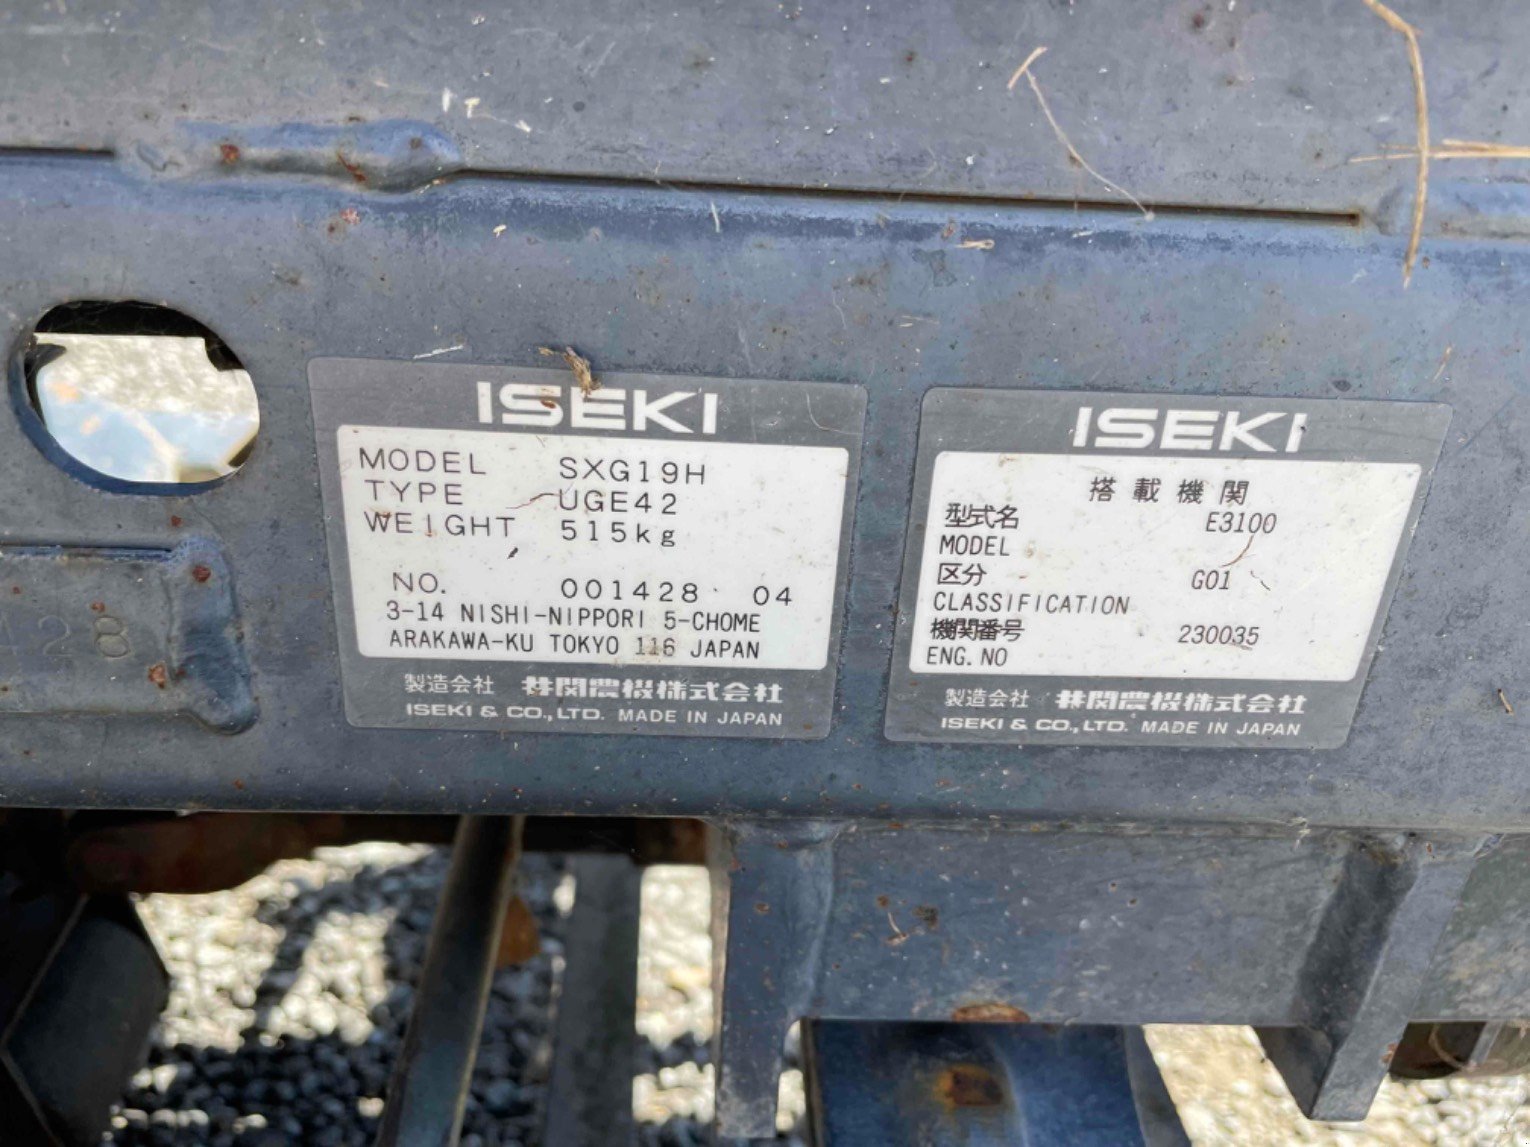 ISEKI
MODEL SXG19H
TYPE UGE42
WEIGHT 515kg
NO. 001428 04
3-14 NISHI-NIPPORI 5-CHOME
ARAKAWA-KU TOKYO 116 JAPAN
製造会社 井関農機株式会社
ISEKI & CO.,LTD. MADE IN JAPAN
ISEKI
搭載機関
型式名 E3100
MODEL
区分 G01
CLASSIFICATION
機関番号 230035
ENG. NO
製造会社 井関農機株式会社
ISEKI & CO.,LTD. MADE IN JAPAN
428